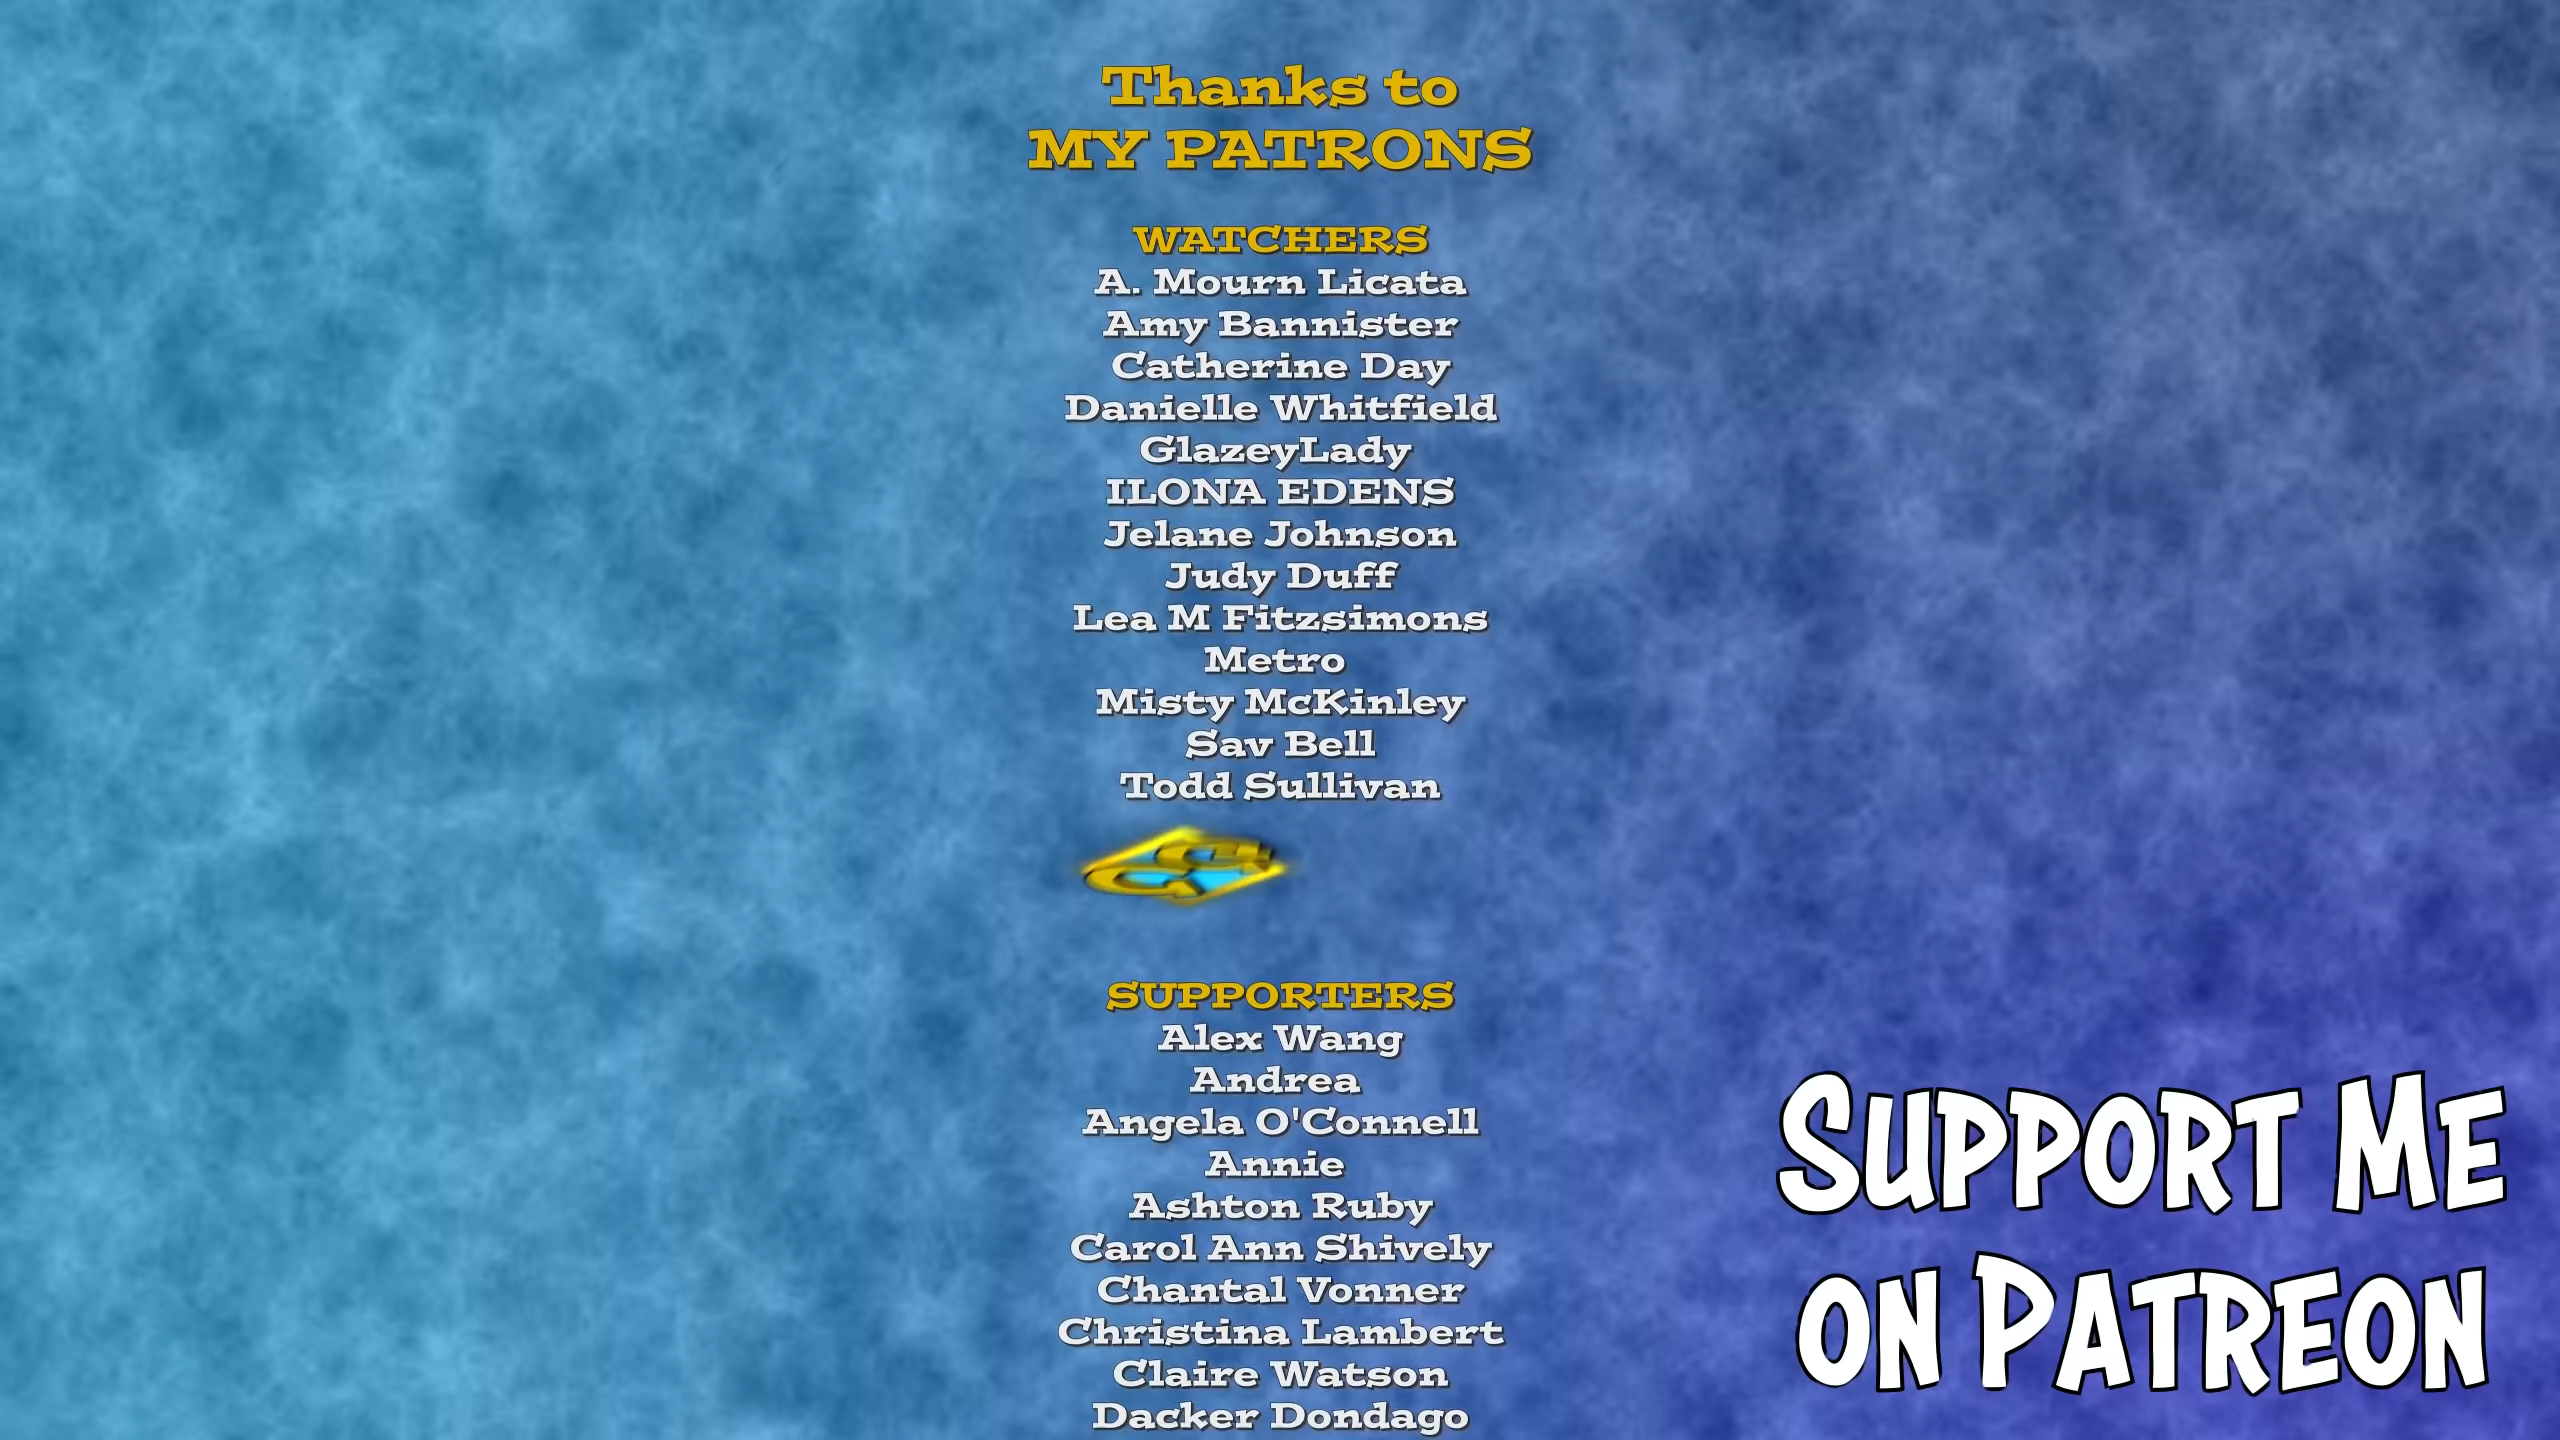 Thanks to
MY PATRONS
WATCHERS
A. Mourn Licata
Amy Bannister
Catherine Day
Danielle Whitfield
GlazeyLady
ILONA EDENS
Jelane Johnson
Judy Duff
Lea M Fitzsimons
Metro
Misty McKinley
Sav Bell
Todd Sullivan
SUPPORTERS
Alex Wang
Andrea
Angela O'Connell
Annie
Ashton Ruby
Carol Ann Shively
Chantal Vonner
Christina Lambert
Claire Watson
Dacker Dondago
SUPPORT ME
ON PATREON